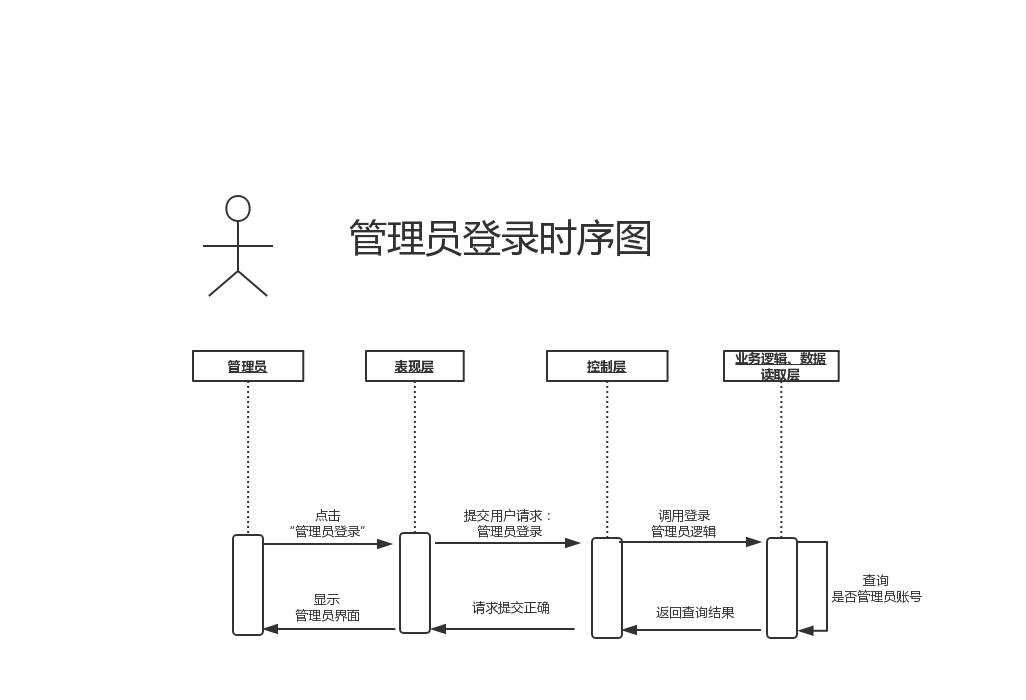 管理员登录时序图
管理员
表现层
控制层
业务逻辑、数据
读取层
点击
“管理员登录”
提交用户请求：
管理员登录
调用登录
管理员逻辑
查询
是否管理员账号
显示
管理员界面
请求提交正确
返回查询结果